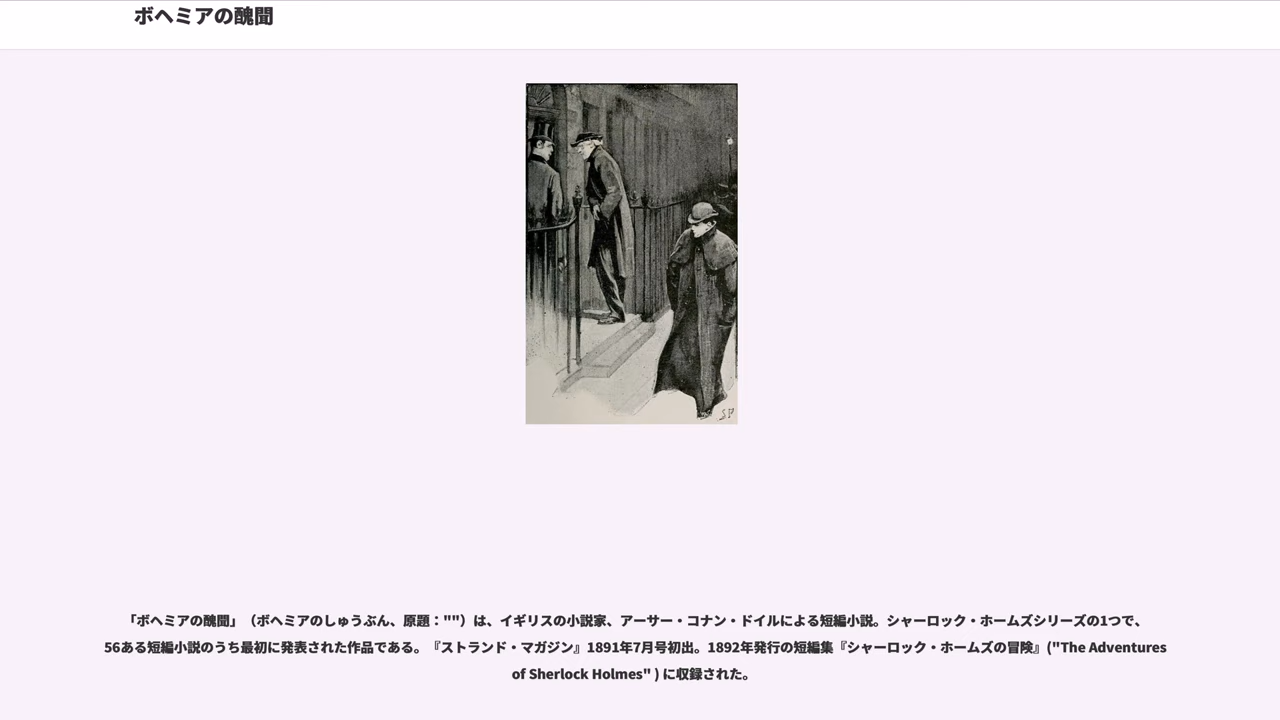 ボヘミアの醜聞
SP
「ボヘミアの醜聞」（ボヘミアのしゅうぶん、原題：""）は、イギリスの小説家、アーサー・コナン・ドイルによる短編小説。シャーロック・ホームズシリーズの1つで、
56ある短編小説のうち最初に発表された作品である。『ストランド・マガジン』1891年7月号初出。1892年発行の短編集『シャーロック・ホームズの冒険』("The Adventures
of Sherlock Holmes" ) に収録された。